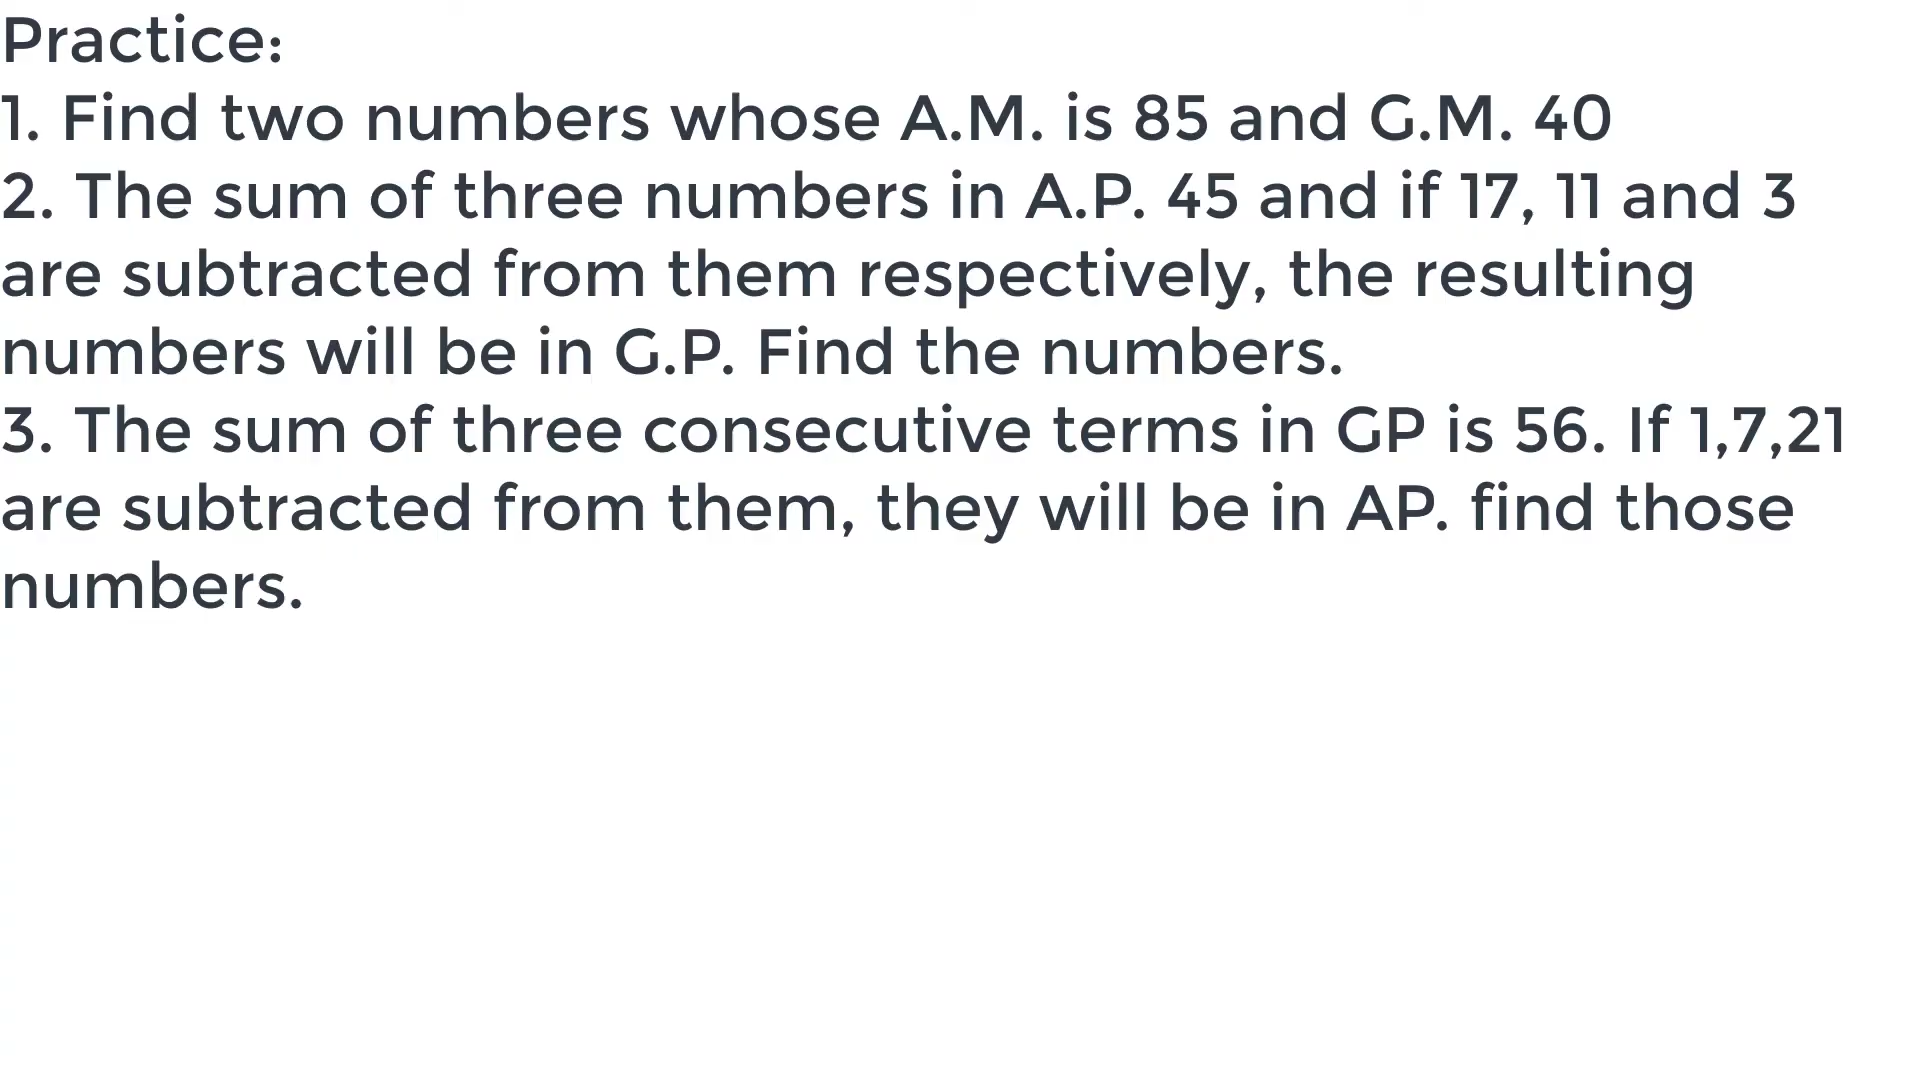 Practice:
1. Find two numbers whose A.M. is 85 and G.M. 40
2. The sum of three numbers in A.P. 45 and if 17, 11 and 3
are subtracted from them respectively, the resulting
numbers will be in G.P. Find the numbers.
3. The sum of three consecutive terms in GP is 56. If 1,7,21
are subtracted from them, they will be in AP. find those
numbers.